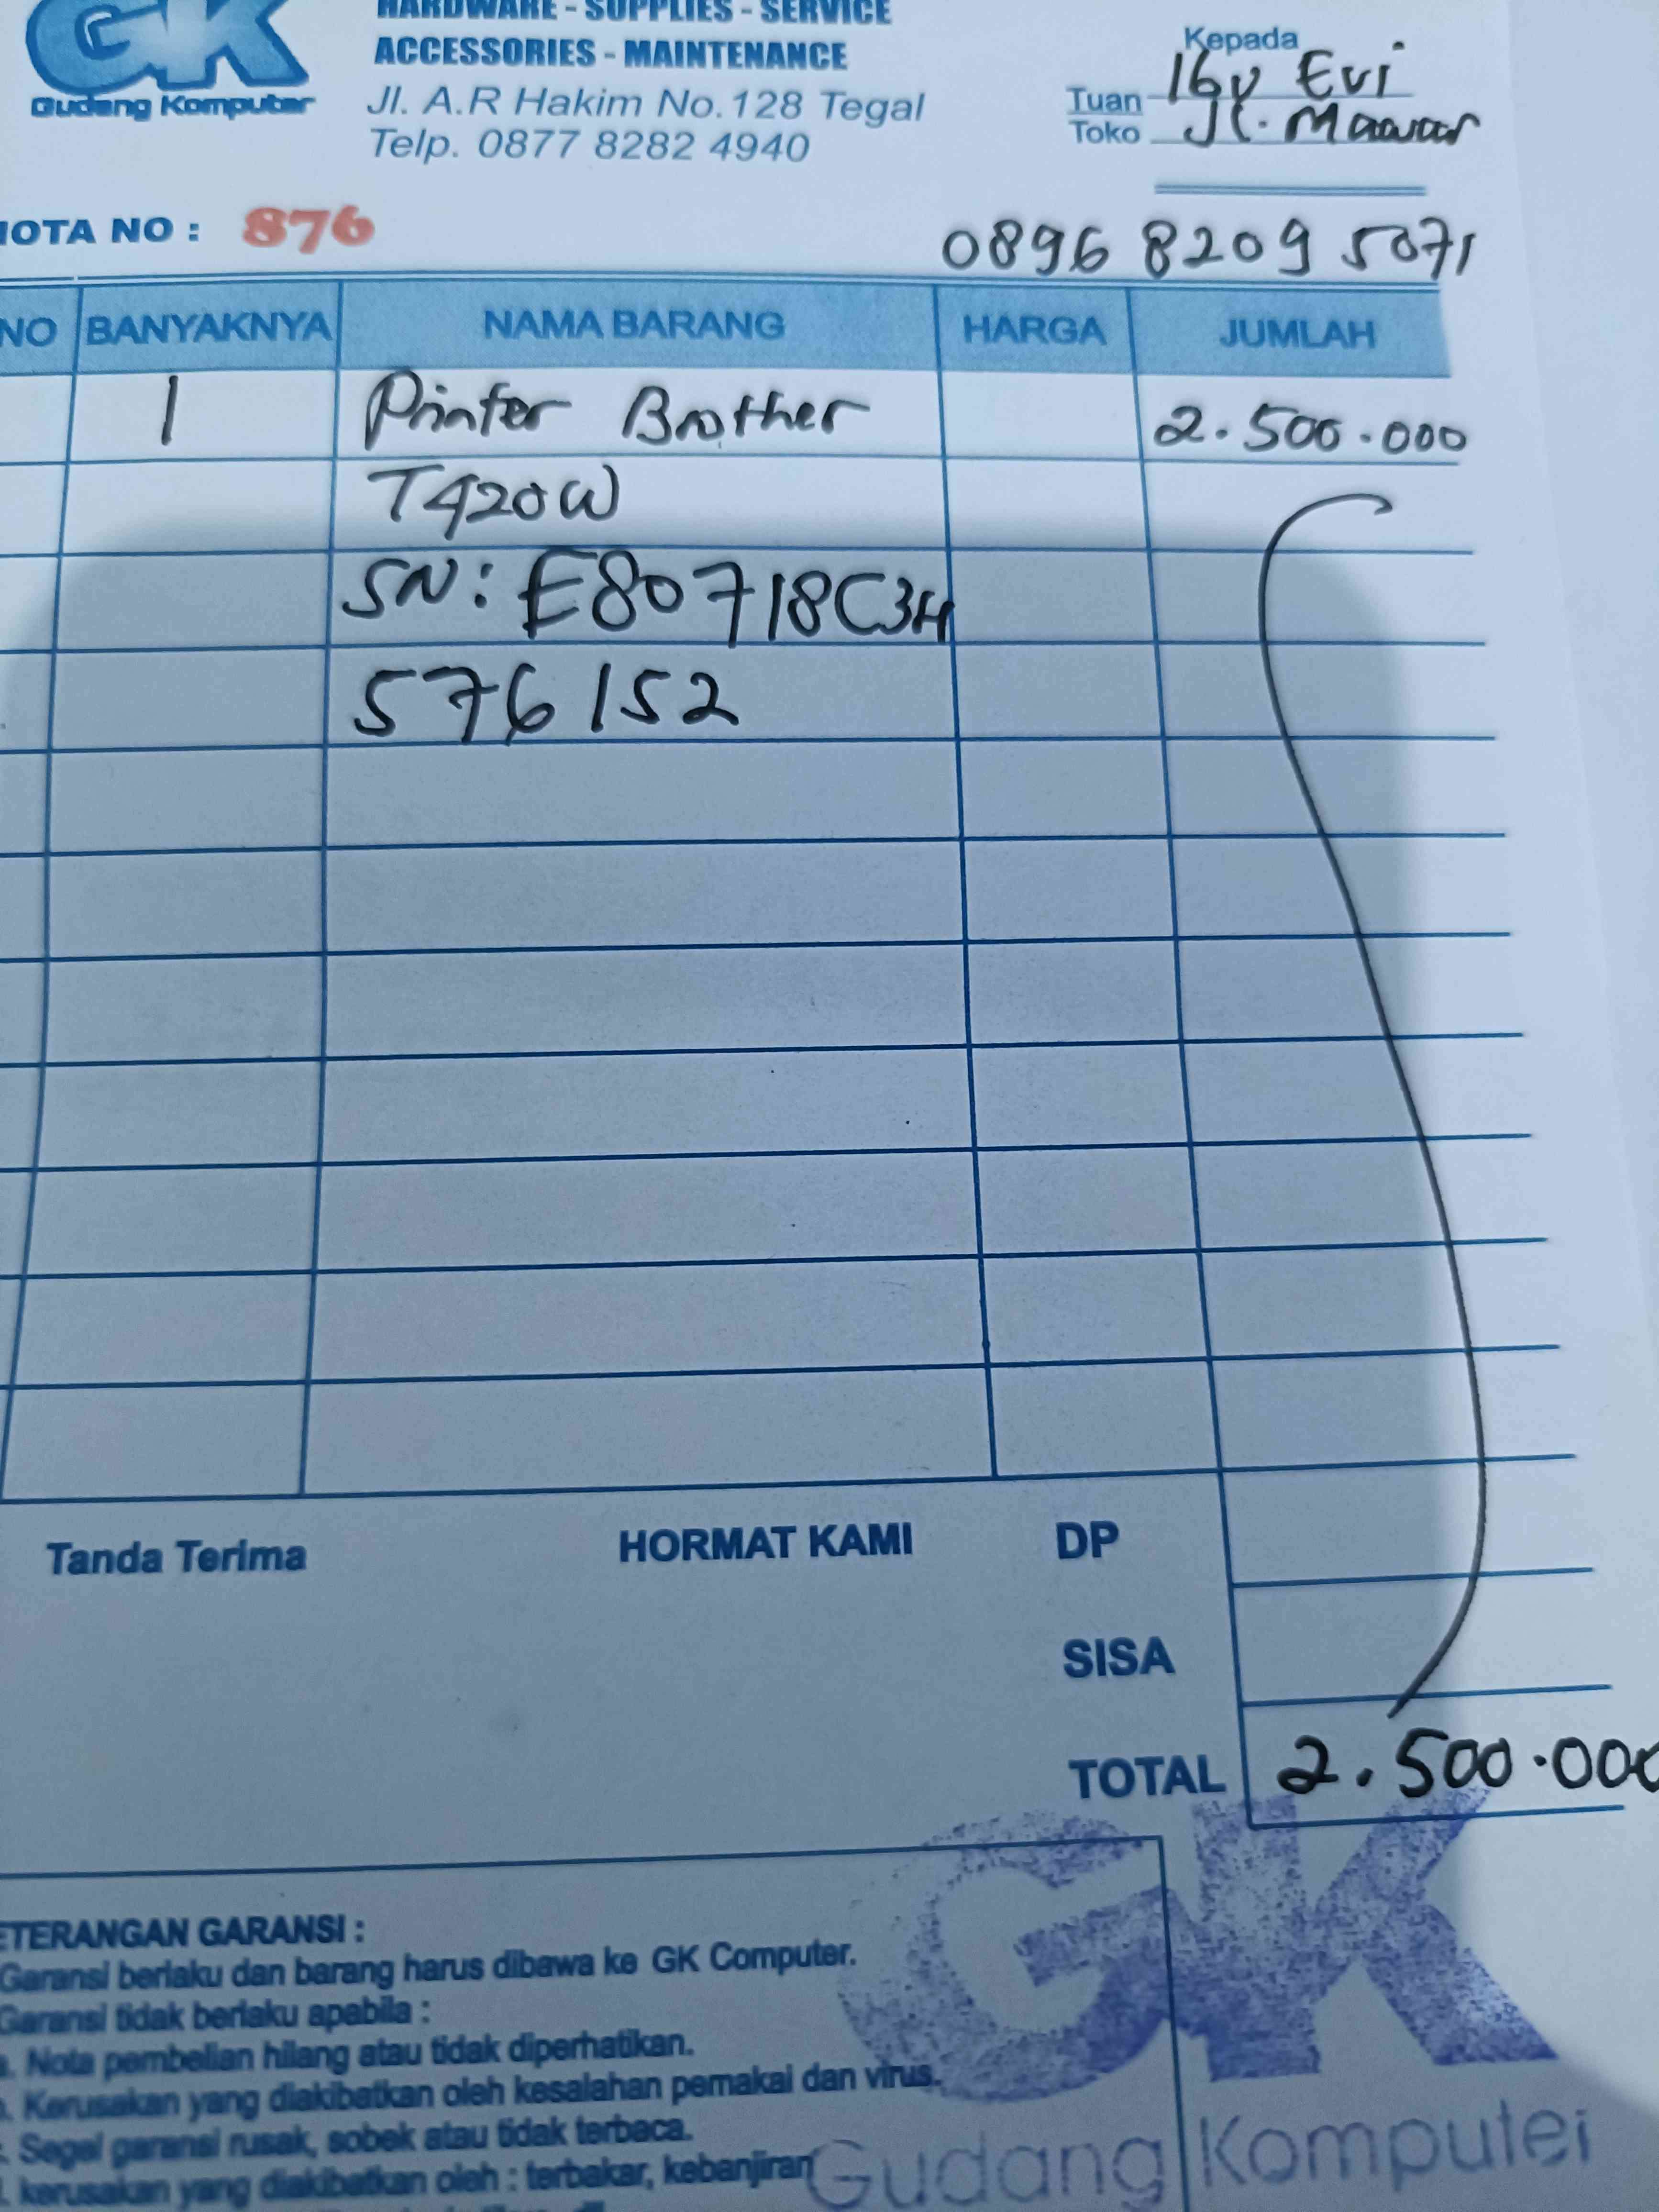 HARDWARE - SUPPLIES - SERVICE
ACCESSORIES - MAINTENANCE
GK
Gudang Komputer
Jl. A.R Hakim No.128 Tegal
Telp. 0877 8282 4940
Kepada
Tuan Ibu Evi
Toko Jl. Mawar
NOTA NO : 876
0896 8209 5071
NO BANYAKNYA NAMA BARANG HARGA JUMLAH
1 Printer Brother 2.500.000
T420W
SN: E80718C3H
576152
Tanda Terima HORMAT KAMI DP
SISA
TOTAL 2.500.000
ETERANGAN GARANSI :
Garansi berlaku dan barang harus dibawa ke GK Computer.
Garansi tidak berlaku apabila :
. Nota pembelian hilang atau tidak diperhatikan.
. Kerusakan yang diakibatkan oleh kesalahan pemakai dan virus.
. Segel garansi rusak, sobek atau tidak terbaca.
. kerusakan yang diakibatkan oleh : terbakar, kebanjiran
GK
Gudang Komputer